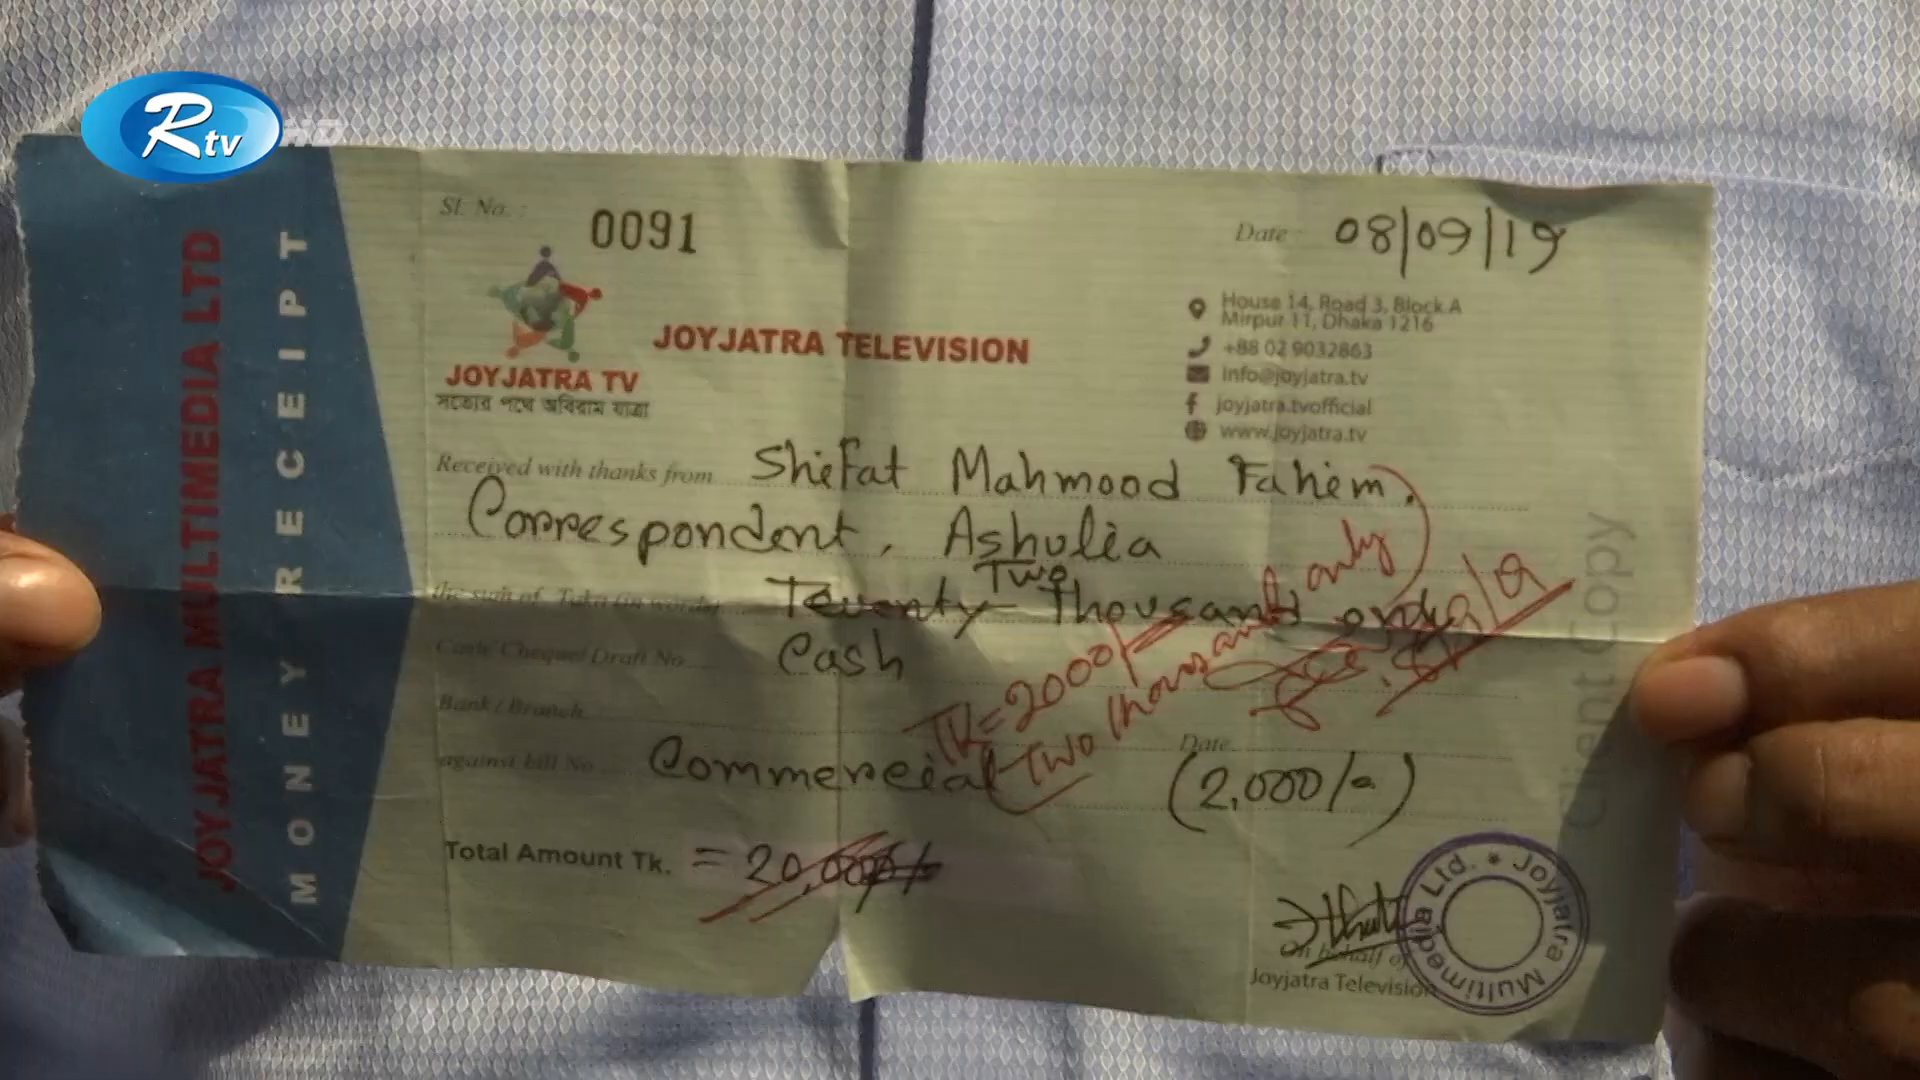 Rtv HD
JOYJATRA MULTIMEDIA LTD
MONEY RECEIPT
SL No. : 0091
Date : 08/09/19
JOYJATRA TV
সত্যের পথে অবিরাম যাত্রা
JOYJATRA TELEVISION
House 14, Road 3, Block A
Mirpur 11, Dhaka 1216
+88 02 9032863
info@joyjatra.tv
joyjatra.tvofficial
www.joyjatra.tv
Received with thanks from Shefat Mahmood Fahem.
Correspondent, Ashulia
Two
the sum of Taka (in words) Twenty Thousand only
Cash/ Cheque/ Draft No. Cash
TK=2000/=
Two thousand only
Bank / Branch
Date
against bill No. Commercial (2,000/=)
Total Amount Tk. = 20,000/-
On behalf of
Joyjatra Television
Joyjatra Multimedia Ltd. *
Client Copy